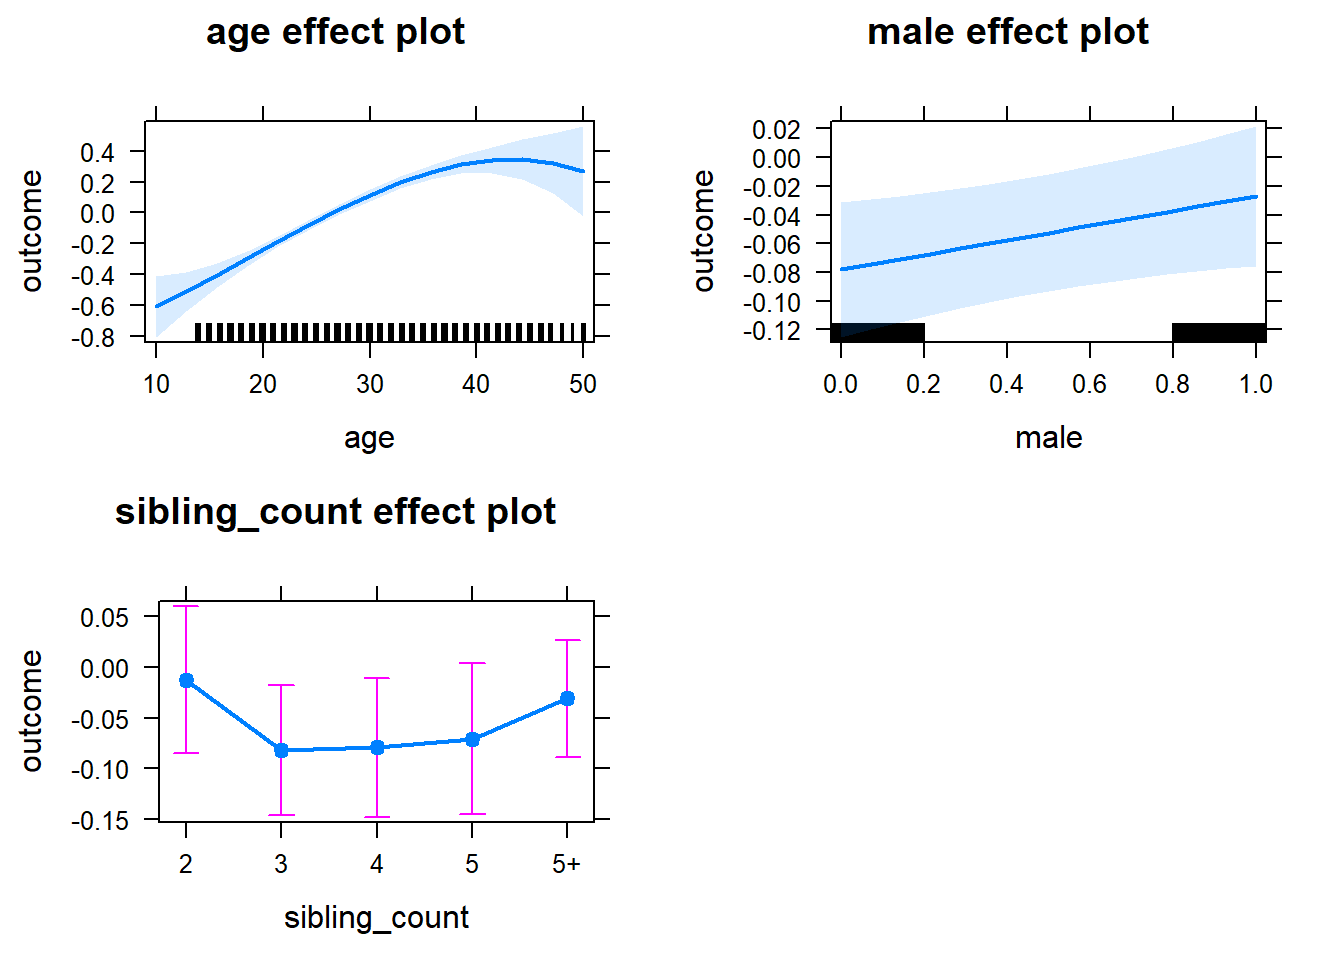 age effect plot
outcome
0.4
0.2
0.0
-0.2
-0.4
-0.6
-0.8
10 20 30 40 50
age
male effect plot
outcome
0.02
0.00
-0.02
-0.04
-0.06
-0.08
-0.10
-0.12
0.0 0.2 0.4 0.6 0.8 1.0
male
sibling_count effect plot
outcome
0.05
0.00
-0.05
-0.10
-0.15
2 3 4 5 5+
sibling_count